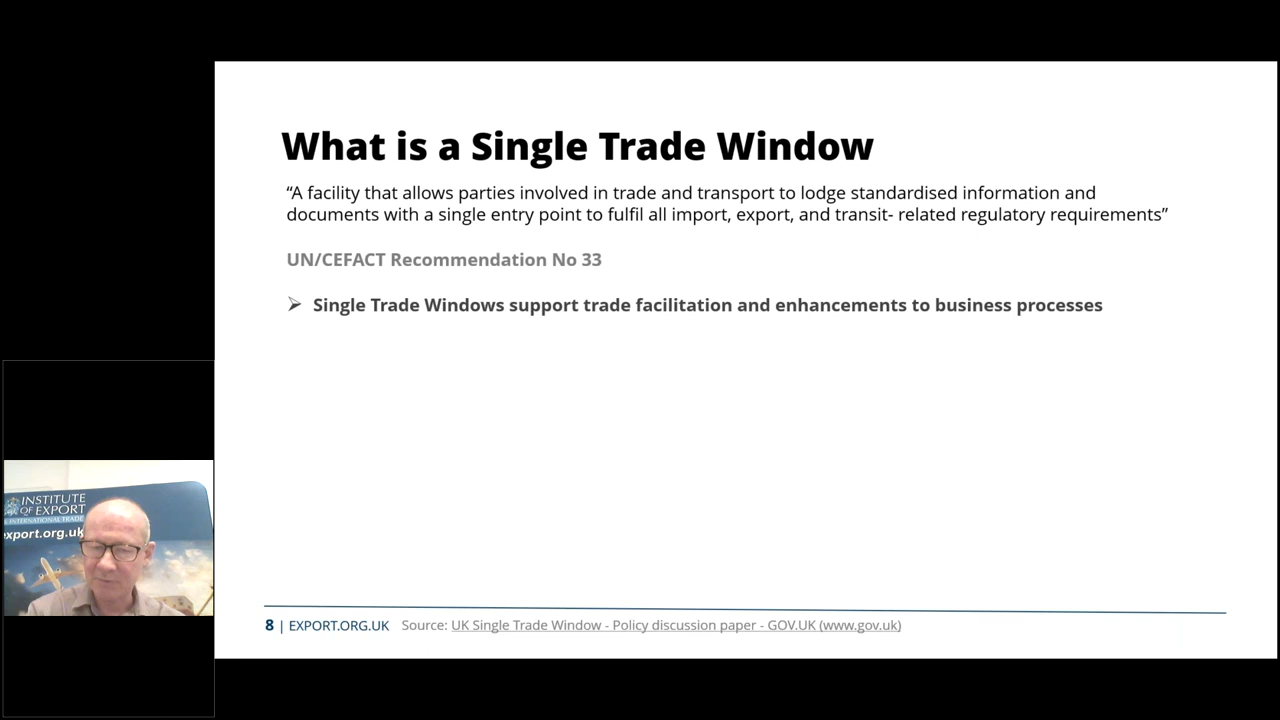 What is a Single Trade Window
“A facility that allows parties involved in trade and transport to lodge standardised information and
documents with a single entry point to fulfil all import, export, and transit- related regulatory requirements”
UN/CEFACT Recommendation No 33
➢ Single Trade Windows support trade facilitation and enhancements to business processes
INSTITUTE
OF EXPORT
INTERNATIONAL TRADE
export.org.uk
8 | EXPORT.ORG.UK Source: UK Single Trade Window - Policy discussion paper - GOV.UK (www.gov.uk)